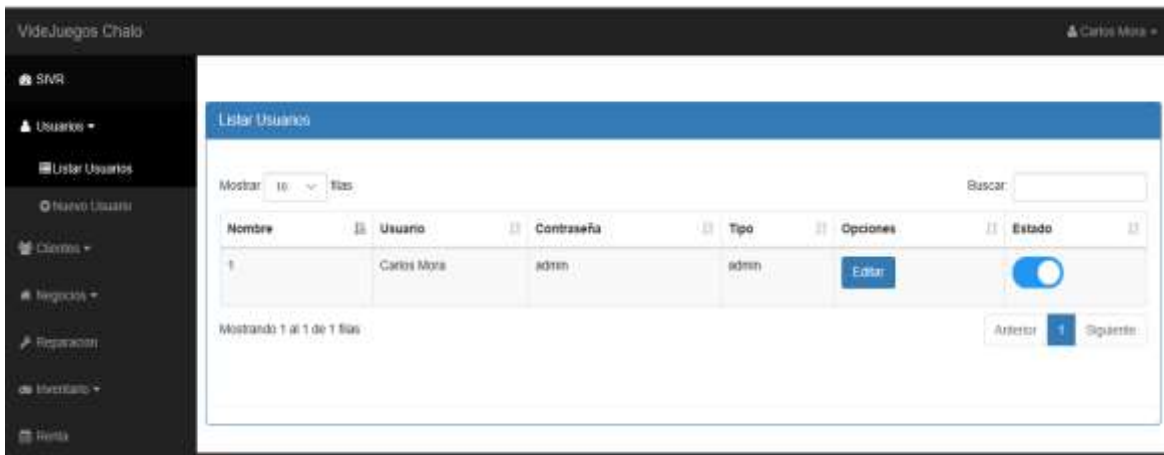 VideJuegos Chalo
Carlos Mora
SIVR
Usuarios
Listar Usuarios
Nuevo Usuario
Clientes
Negocios
Reparación
Inventario
Renta
Listar Usuarios
Mostrar 10 filas
Buscar:
Nombre Usuario Contraseña Tipo Opciones Estado
1 Carlos Mora admin admin Editar
Mostrando 1 al 1 de 1 filas
Anterior 1 Siguiente